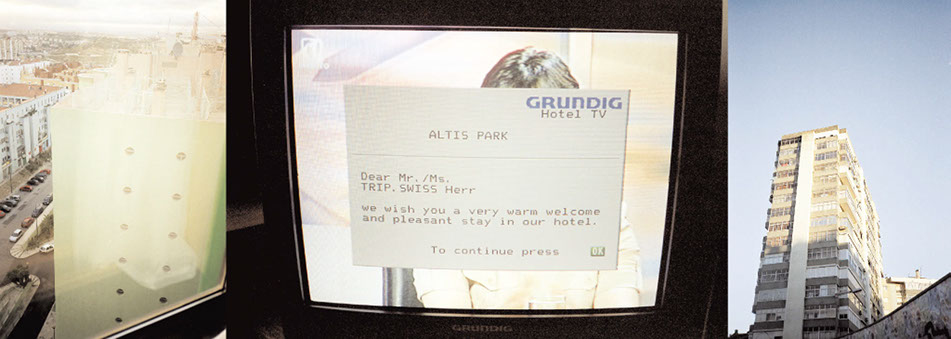 GRUNDIG
Hotel TV
ALTIS PARK
Dear Mr./Ms.
TRIP.SWISS Herr
we wish you a very warm welcome
and pleasant stay in our hotel.
To continue press OK
GRUNDIG